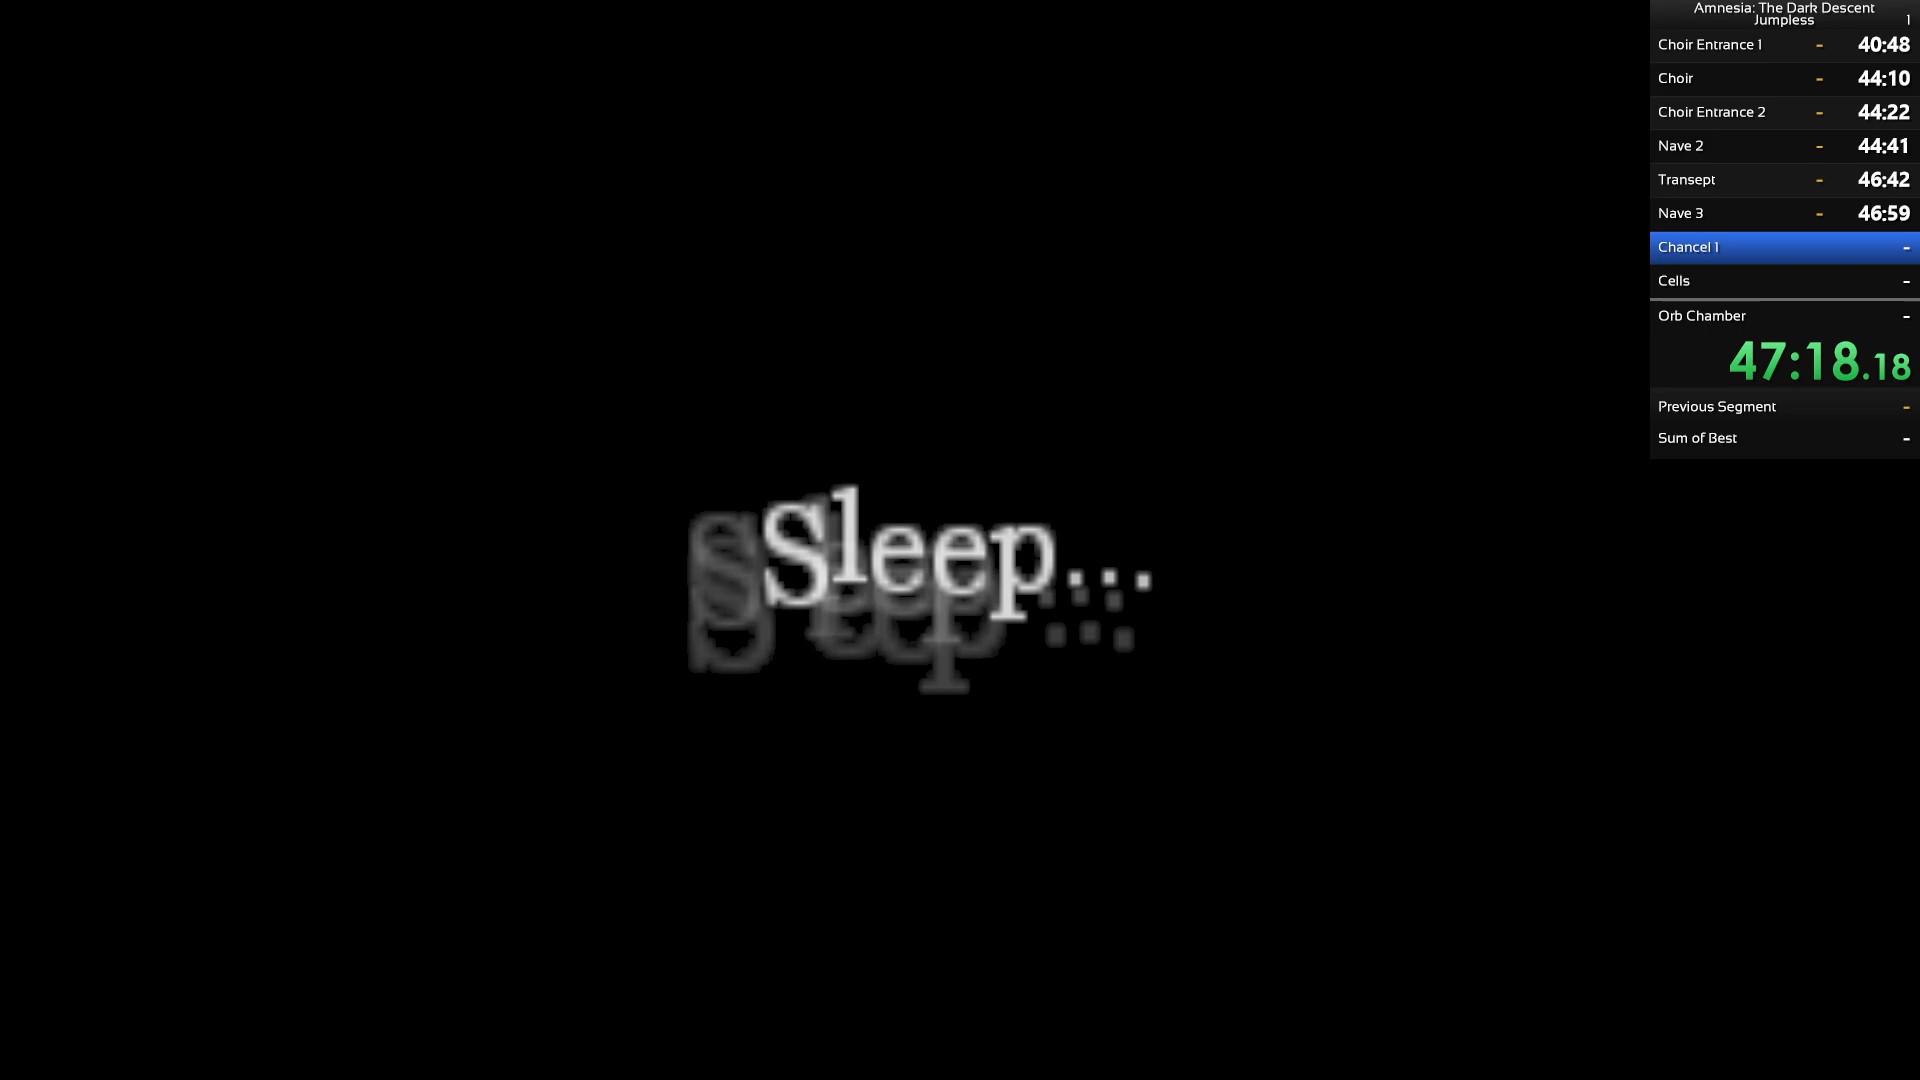 Amnesia: The Dark Descent
Jumpless 1
Choir Entrance 1 - 40:48
Choir - 44:10
Choir Entrance 2 - 44:22
Nave 2 - 44:41
Transept - 46:42
Nave 3 - 46:59
Chancel 1 -
Cells -
Orb Chamber -
47:18.18
Previous Segment -
Sum of Best -
Sleep...